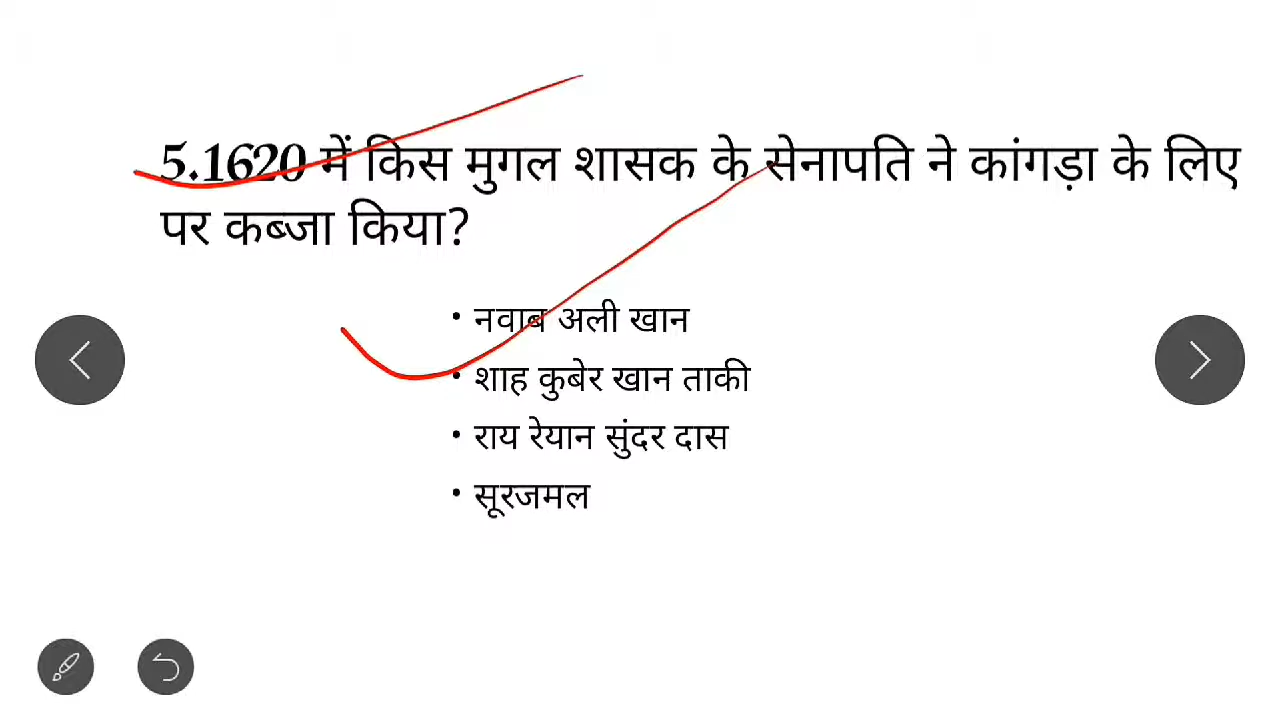 5.1620 में किस मुगल शासक के सेनापति ने कांगड़ा के लिए
पर कब्जा किया?
• नवाब अली खान
• शाह कुबेर खान ताकी
• राय रेयान सुंदर दास
• सूरजमल